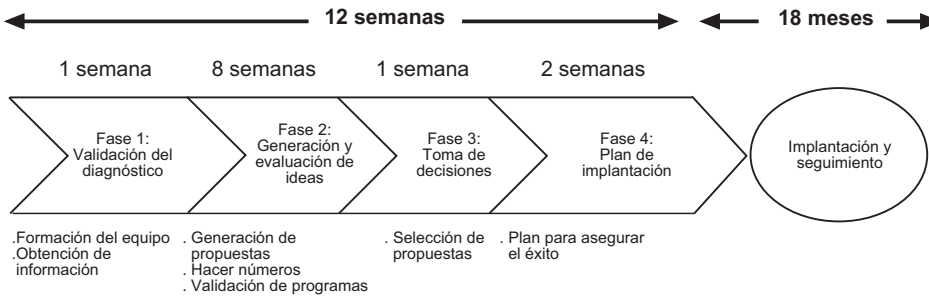 12 semanas
18 meses
1 semana
8 semanas
1 semana
2 semanas
Fase 1:
Validación del
diagnóstico
Fase 2:
Generación y
evaluación de
ideas
Fase 3:
Toma de
decisiones
Fase 4:
Plan de
implantación
Implantación y
seguimiento
.Formación del equipo
.Obtención de
información
. Generación de
propuestas
. Hacer números
. Validación de programas
. Selección de
propuestas
. Plan para asegurar
el éxito